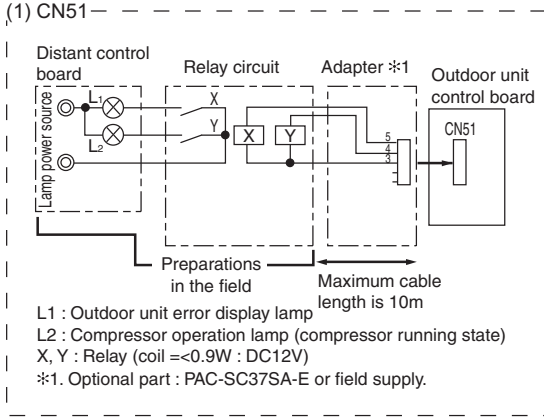 (1) CN51
Distant control
board
Relay circuit
Adapter ✻1
Outdoor unit
control board
Lamp power source
L1
L2
X
Y
X
Y
5
4
3
CN51
Preparations
in the field
Maximum cable
length is 10m
L1 : Outdoor unit error display lamp
L2 : Compressor operation lamp (compressor running state)
X, Y : Relay (coil =<0.9W : DC12V)
✻1. Optional part : PAC-SC37SA-E or field supply.